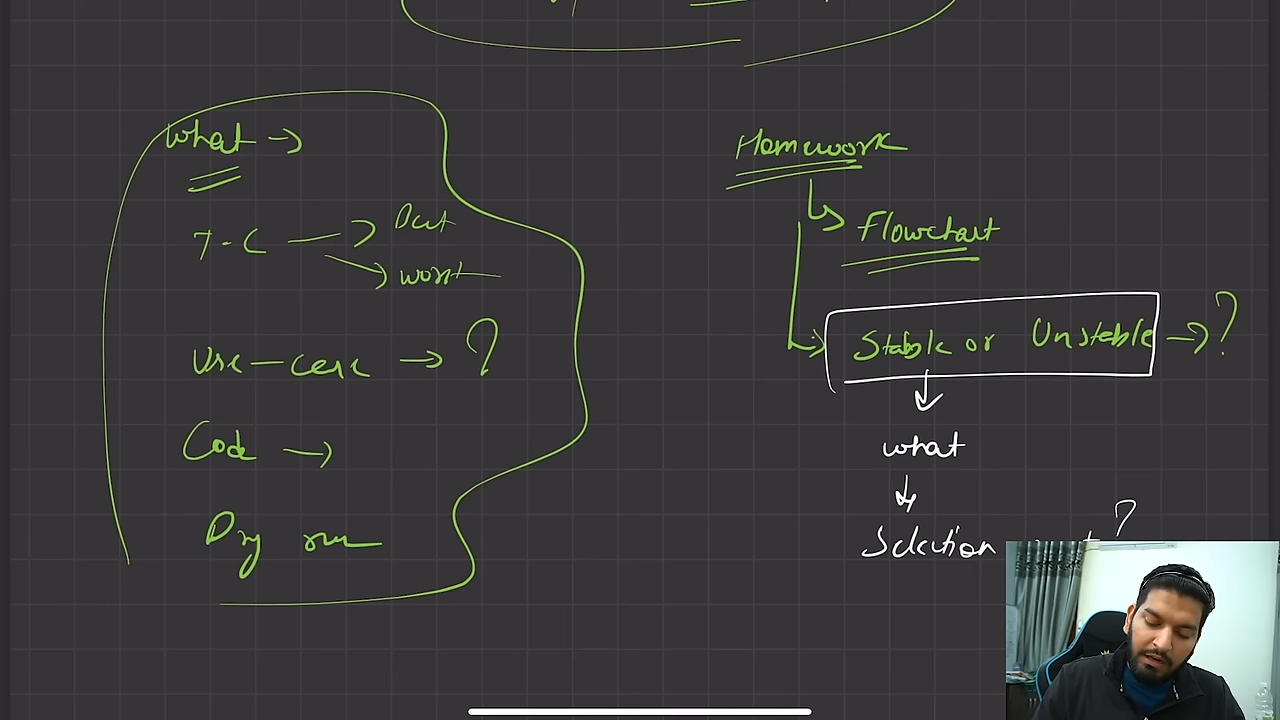 what →
T.C → Best
→ worst
use-case → ?
Code →
Dry run
Homework
Flowchart
Stable or Unstable → ?
what
Selection ?